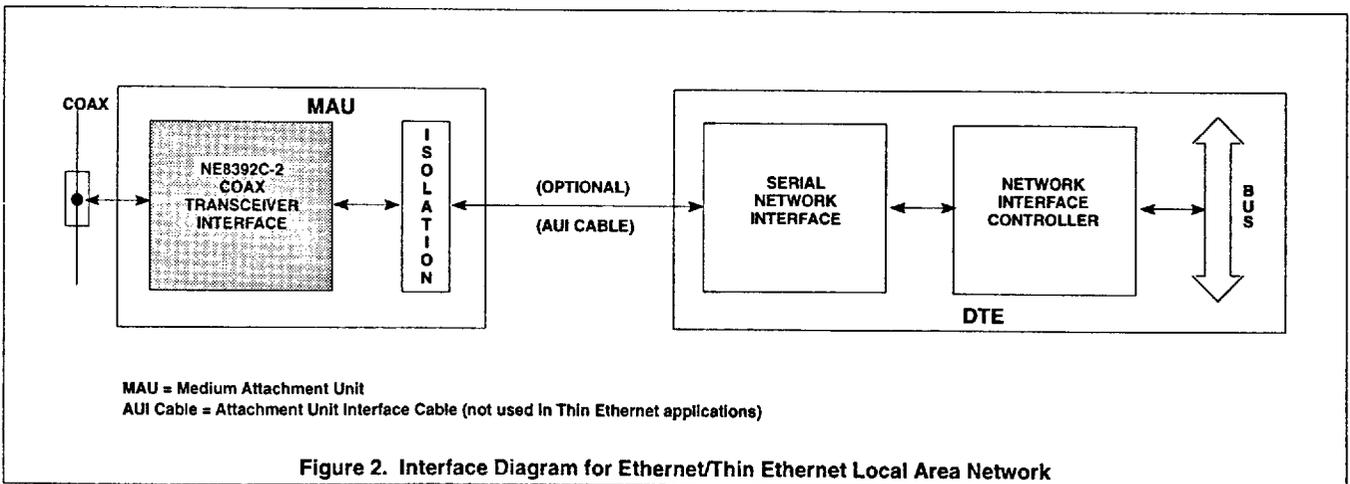 COAX
MAU
NE8392C-2
COAX
TRANSCEIVER
INTERFACE
ISOLATION
(OPTIONAL)
(AUI CABLE)
SERIAL
NETWORK
INTERFACE
NETWORK
INTERFACE
CONTROLLER
BUS
DTE
MAU = Medium Attachment Unit
AUI Cable = Attachment Unit Interface Cable (not used in Thin Ethernet applications)
Figure 2. Interface Diagram for Ethernet/Thin Ethernet Local Area Network